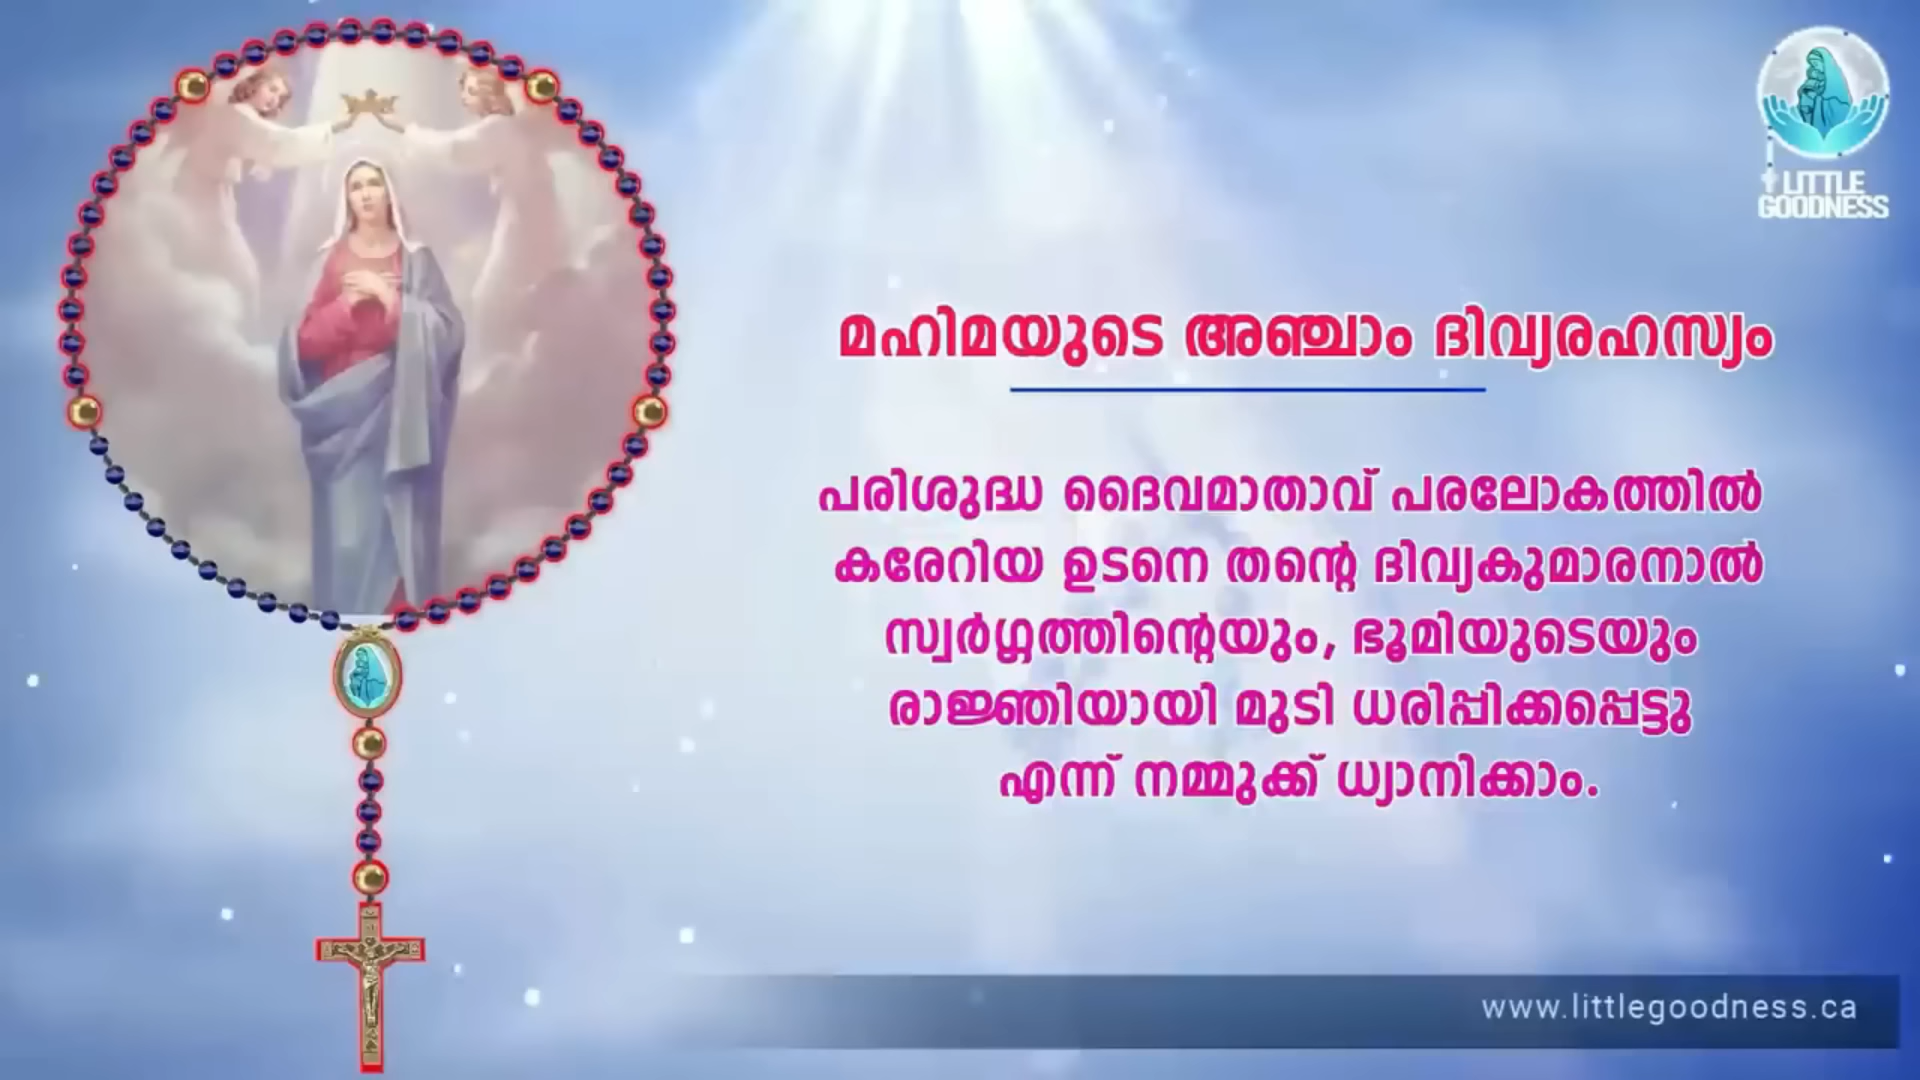 LITTLE
GOODNESS
മഹിമയുടെ അഞ്ചാം ദിവ്യരഹസ്യം
പരിശുദ്ധ ദൈവമാതാവ് പരലോകത്തിൽ
കരേറിയ ഉടനെ തന്റെ ദിവ്യകുമാരനാൽ
സ്വർഗ്ഗത്തിന്റെയും, ഭൂമിയുടെയും
രാജ്ഞിയായി മുടി ധരിപ്പിക്കപ്പെട്ടു
എന്ന് നമ്മുക്ക് ധ്യാനിക്കാം.
www.littlegoodness.ca